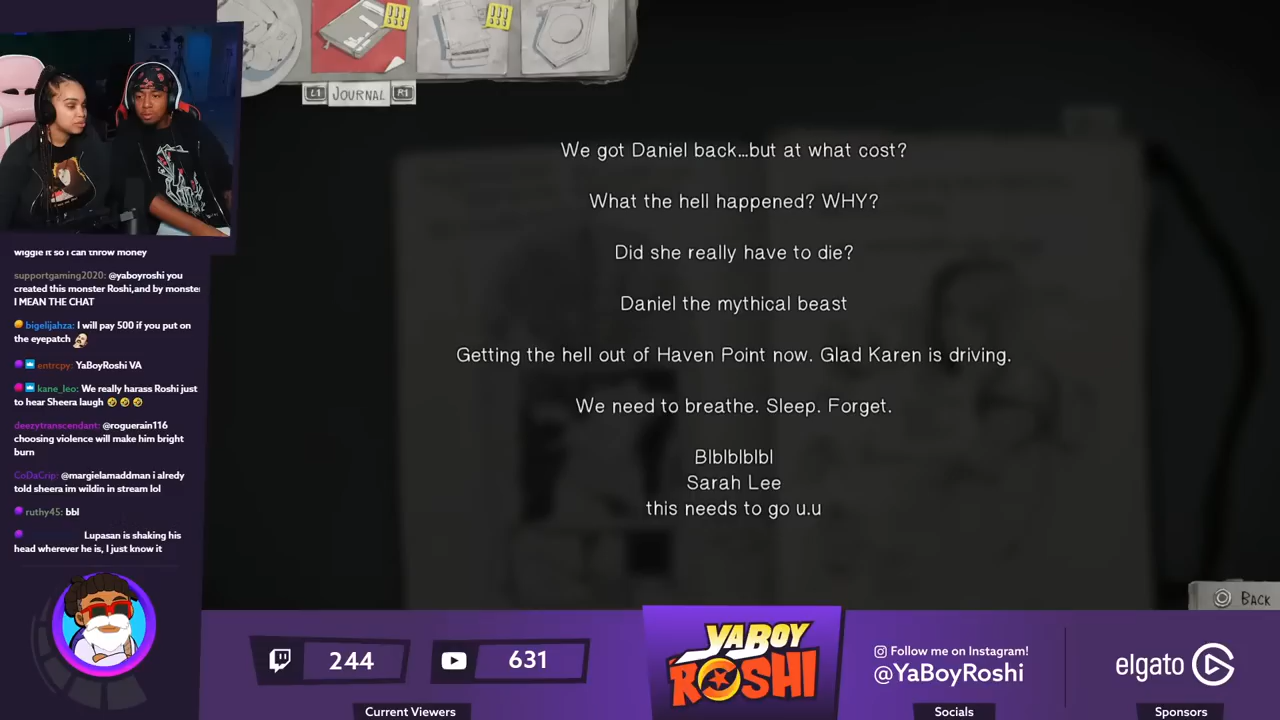 L1 JOURNAL R1
We got Daniel back...but at what cost?
What the hell happened? WHY?
Did she really have to die?
Daniel the mythical beast
Getting the hell out of Haven Point now. Glad Karen is driving.
We need to breathe. Sleep. Forget.
Blblblblbl
Sarah Lee
this needs to go u.u
BACK
wiggle it so i can throw money
supportgaming2020: @yaboyroshi you
created this monster Roshi,and by monster
I MEAN THE CHAT
bigelijahza: I will pay 500 if you put on
the eyepatch
entrcpy: YaBoyRoshi VA
kane_leo: We really harass Roshi just
to hear Sheera laugh
deezytranscendant: @roguerain116
choosing violence will make him bright
burn
CoDaCrip: @margielamaddman i alredy
told sheera im wildin in stream lol
ruthy45: bbl
Lupasan is shaking his
head wherever he is, I just know it
244
631
Current Viewers
YABOY
ROSHI
Follow me on Instagram!
@YaBoyRoshi
Socials
elgato
Sponsors